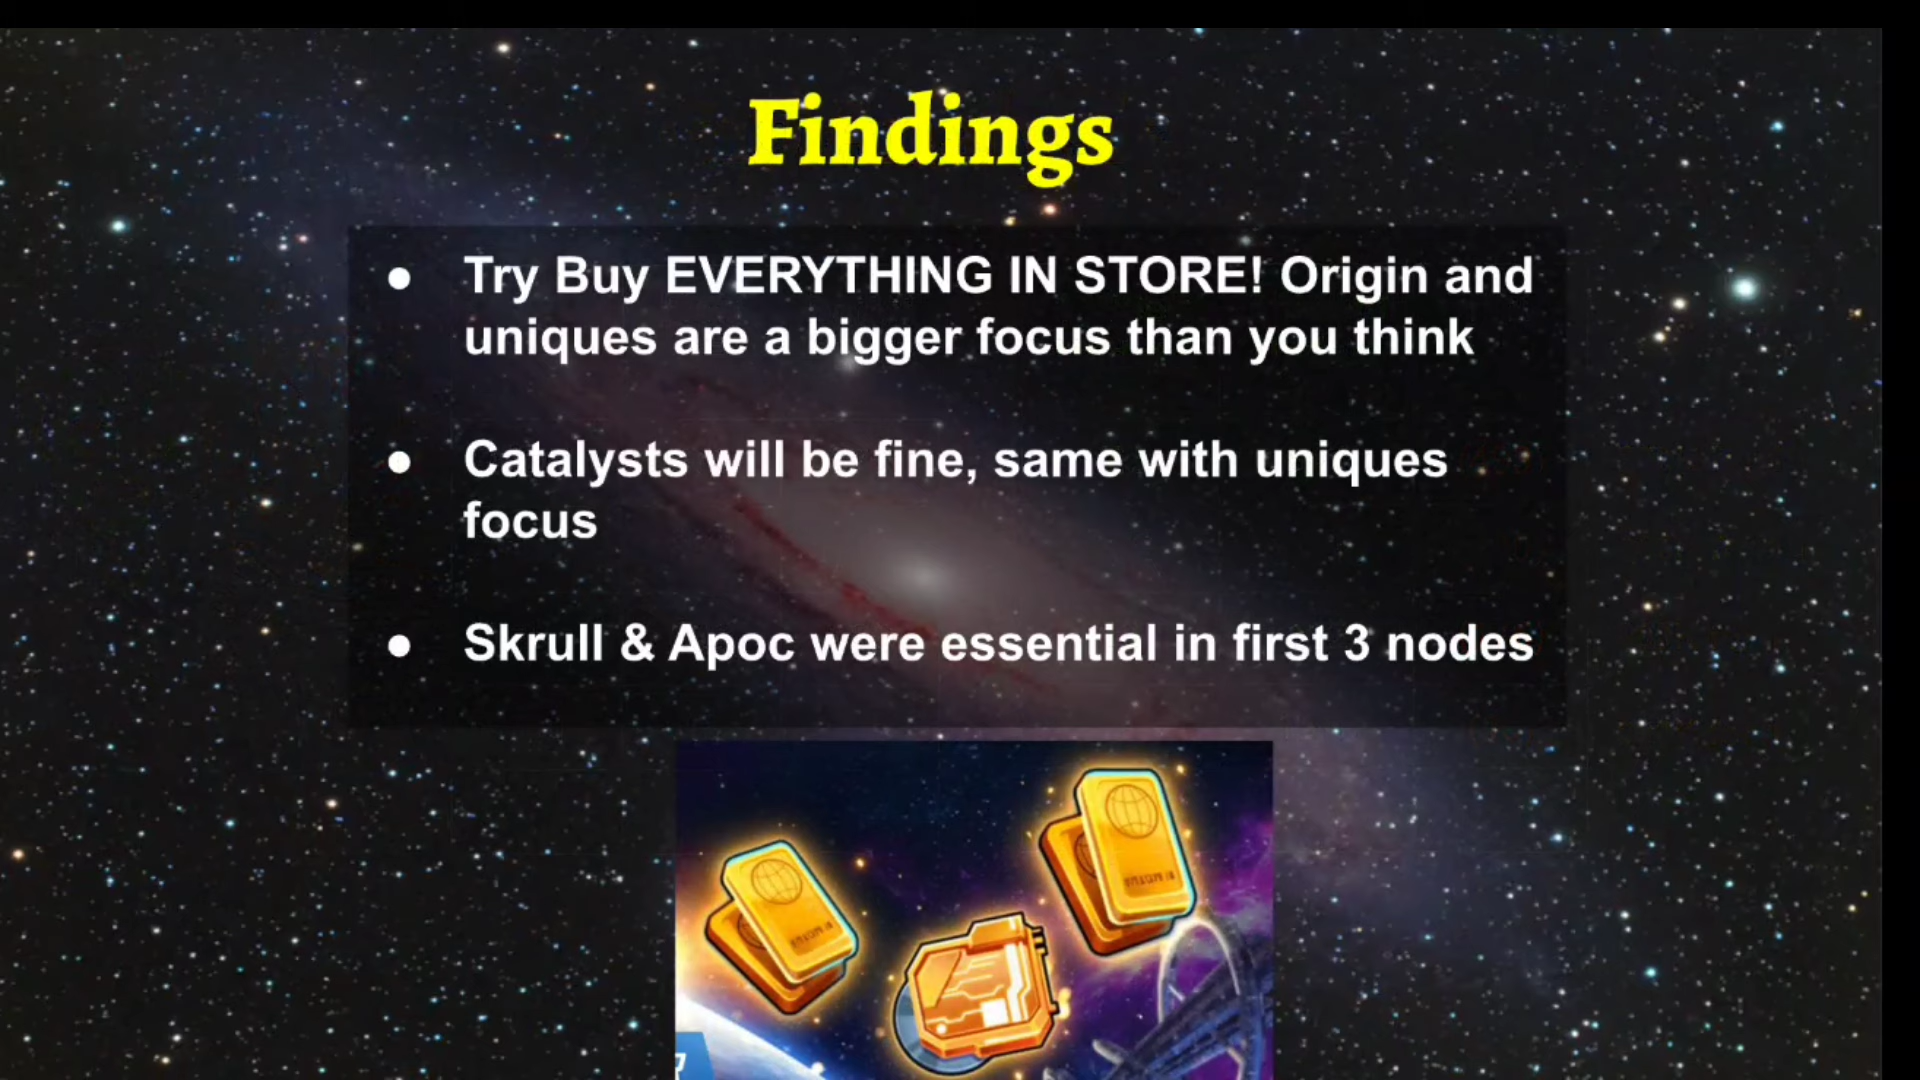 Findings
● Try Buy EVERYTHING IN STORE! Origin and
uniques are a bigger focus than you think
● Catalysts will be fine, same with uniques
focus
● Skrull & Apoc were essential in first 3 nodes